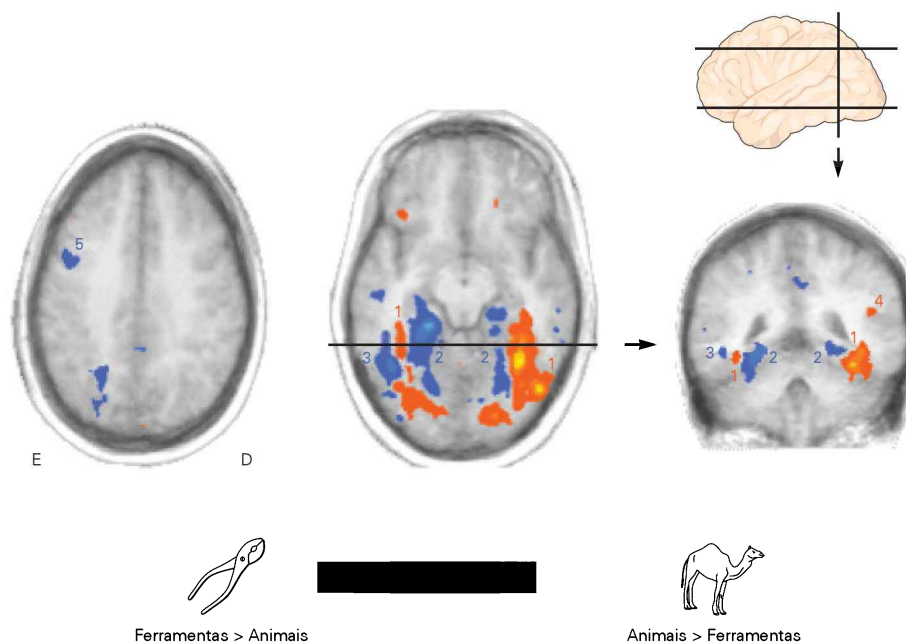 5
E D
1
3 2 2 1
4
3 1 2 2 1
Ferramentas > Animais
Animais > Ferramentas